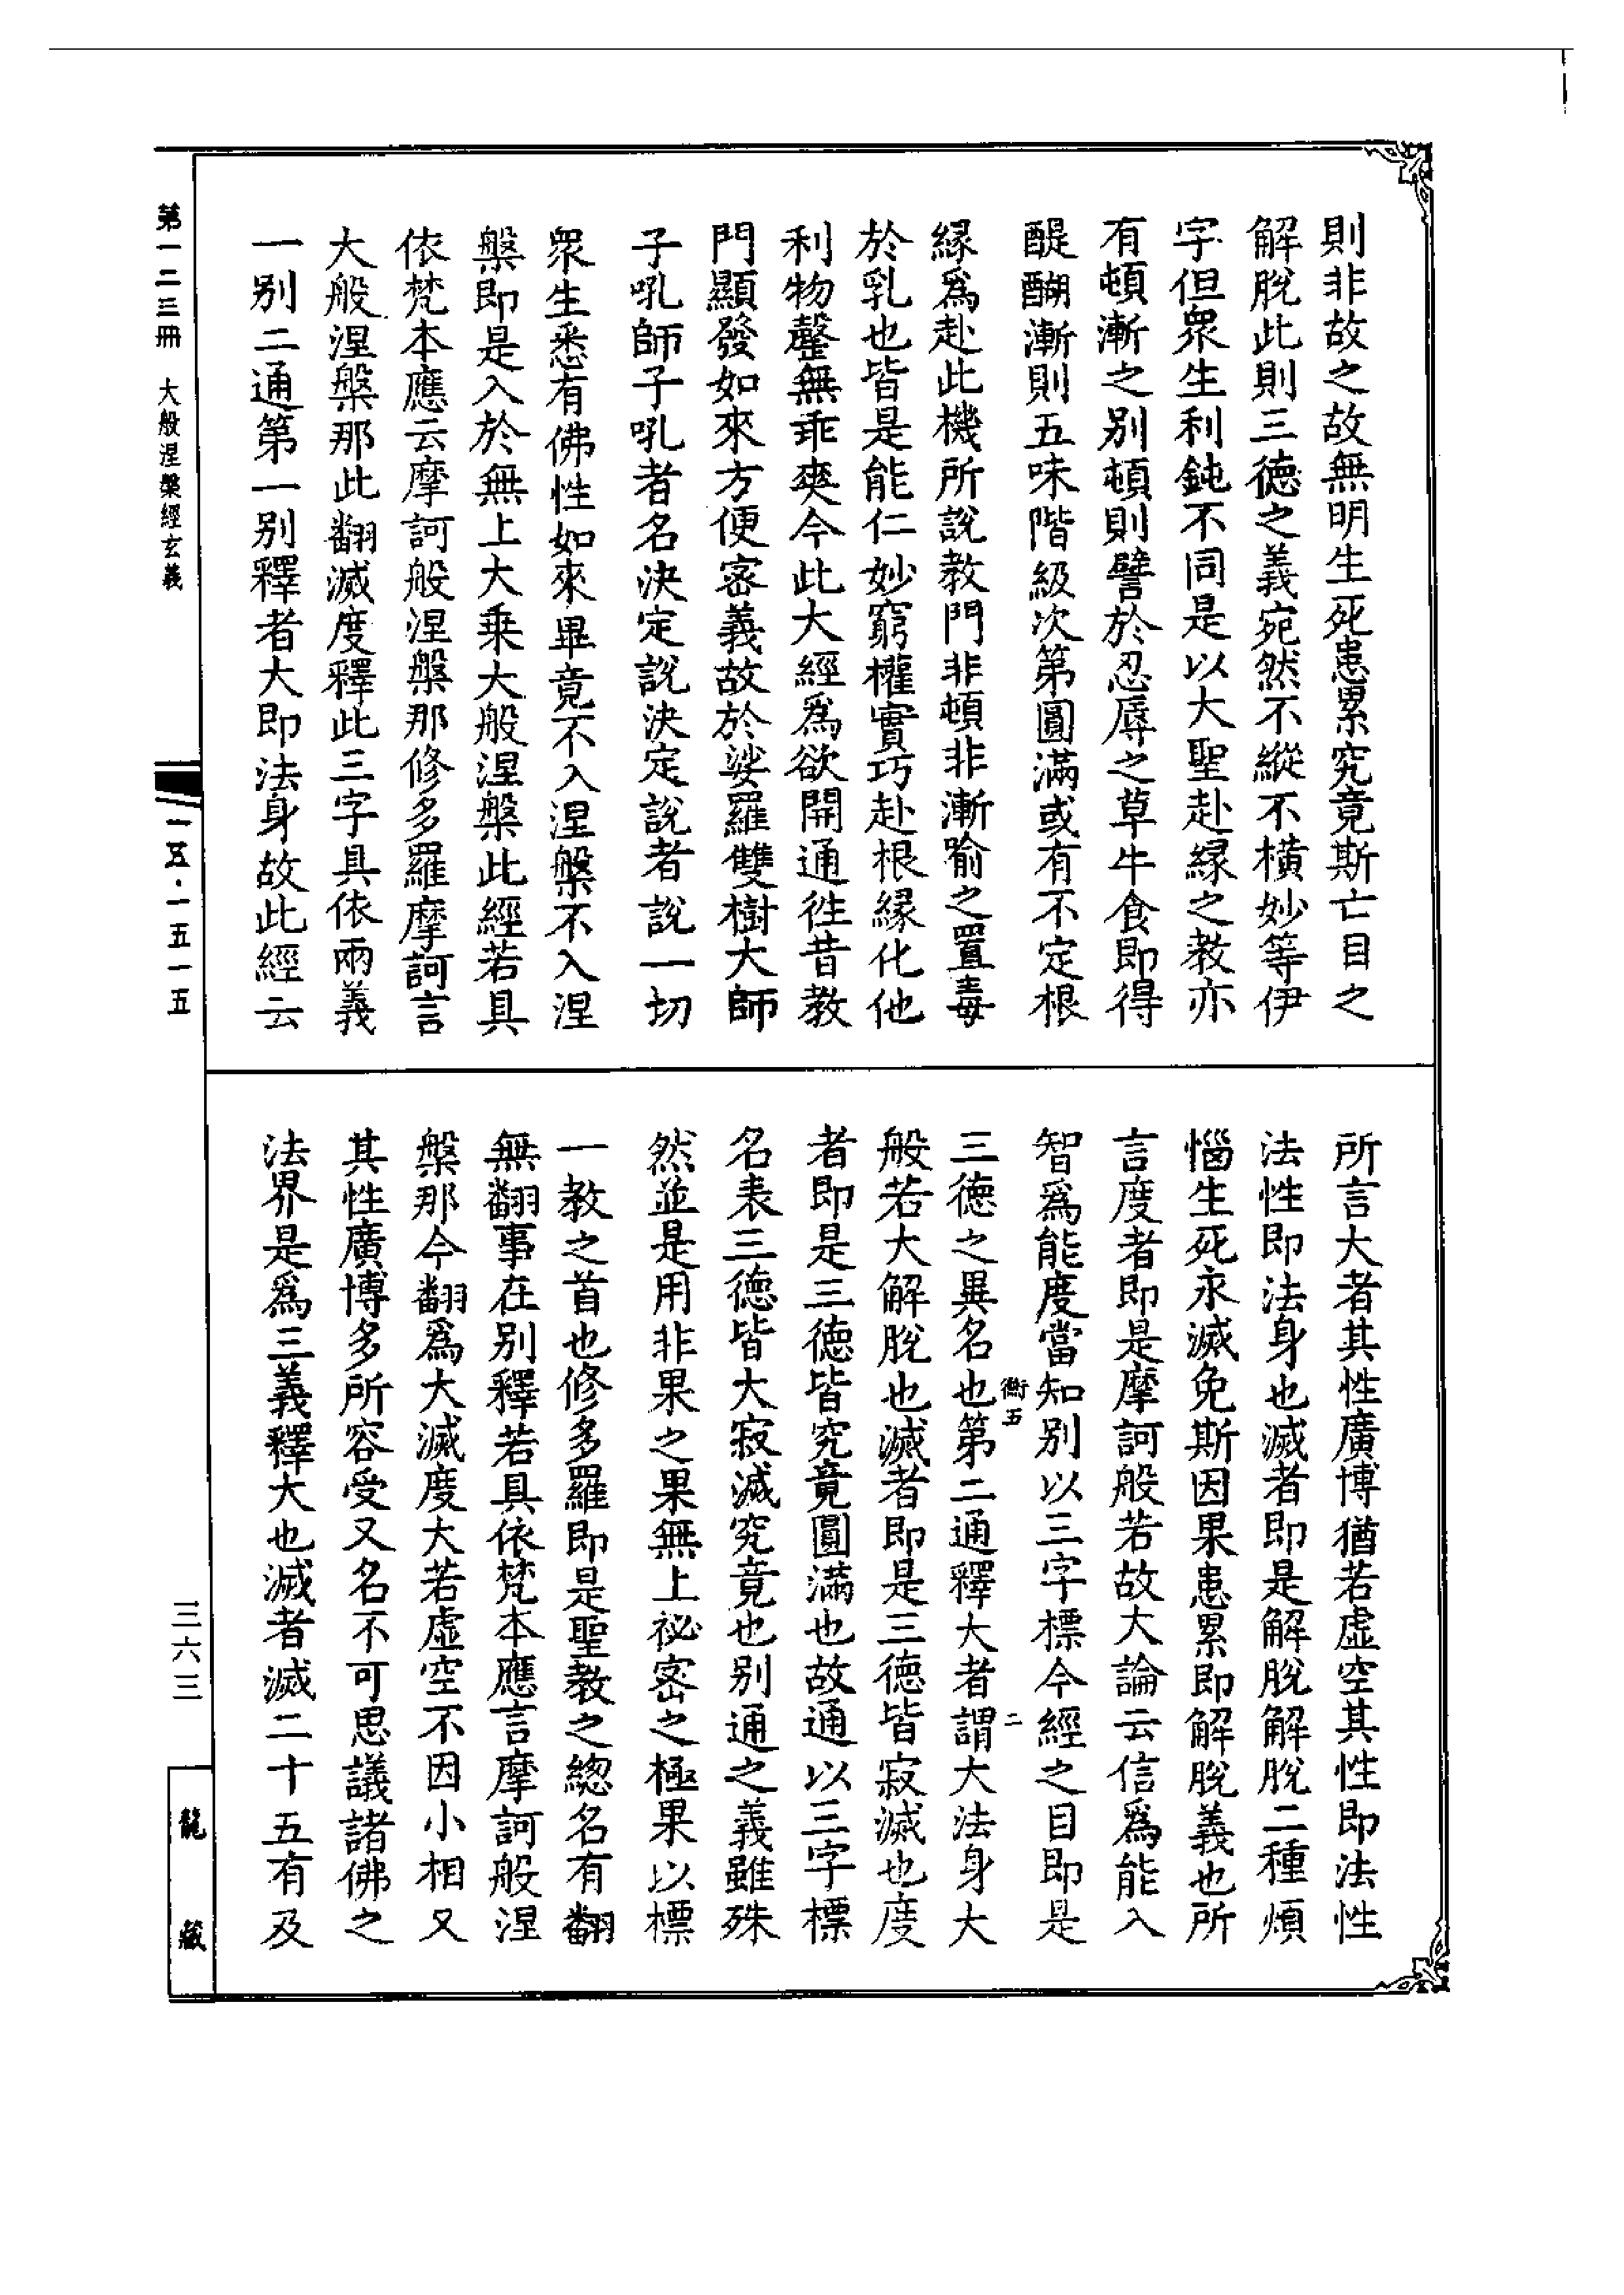 則非故之故無明生死患累究竟斯亡目之
解脫此則三德之義宛然不縱不橫妙等伊
字但衆生利鈍不同是以大聖赴緣之教亦
有頓漸之別頓則譬於忍辱之草牛食即得
醍醐漸則五味階級次第圓滿或有不定根
緣爲赴此機所說教門非頓非漸喻之置毒
於乳也皆是能仁妙窮權實巧赴根緣化他
利物罄無乖爽今此大經爲欲開通徃昔教
門顯發如來方便密義故於娑羅雙樹大師
子吼師子吼者名決定說決定說者說一切
衆生悉有佛性如來畢竟不入涅槃不入涅
槃即是入於無上大乘大般涅槃此經若具
依梵本應云摩訶般涅槃那修多羅摩訶言
大般涅槃那此翻滅度釋此三字具依兩義
一別二通第一別釋者大即法身故此經云
所言大者其性廣博猶若虛空其性即法性
法性即法身也滅者即是解脫解脫二種煩
惱生死永滅免斯因果患累即解脫義也所
言度者即是摩訶般若故大論云信爲能入
智爲能度當知別以三字標今經之目即是
衝五 二
三德之異名也第二通釋大者謂大法身大
般若大解脫也滅者即是三德皆寂滅也度
者即是三德皆究竟圓滿也故通以三字標
名表三德皆大寂滅究竟也別通之義雖殊
然並是用非果之果無上祕密之極果以標
一教之首也修多羅即是聖教之總名有翻
無翻事在別釋若具依梵本應言摩訶般涅
槃那今翻爲大滅度大若虛空不因小相又
其性廣博多所容受又名不可思議諸佛之
法界是爲三義釋大也滅者滅二十五有及
第一二三冊 大般涅槃經玄義
一五·一五一五
三六三
龍藏